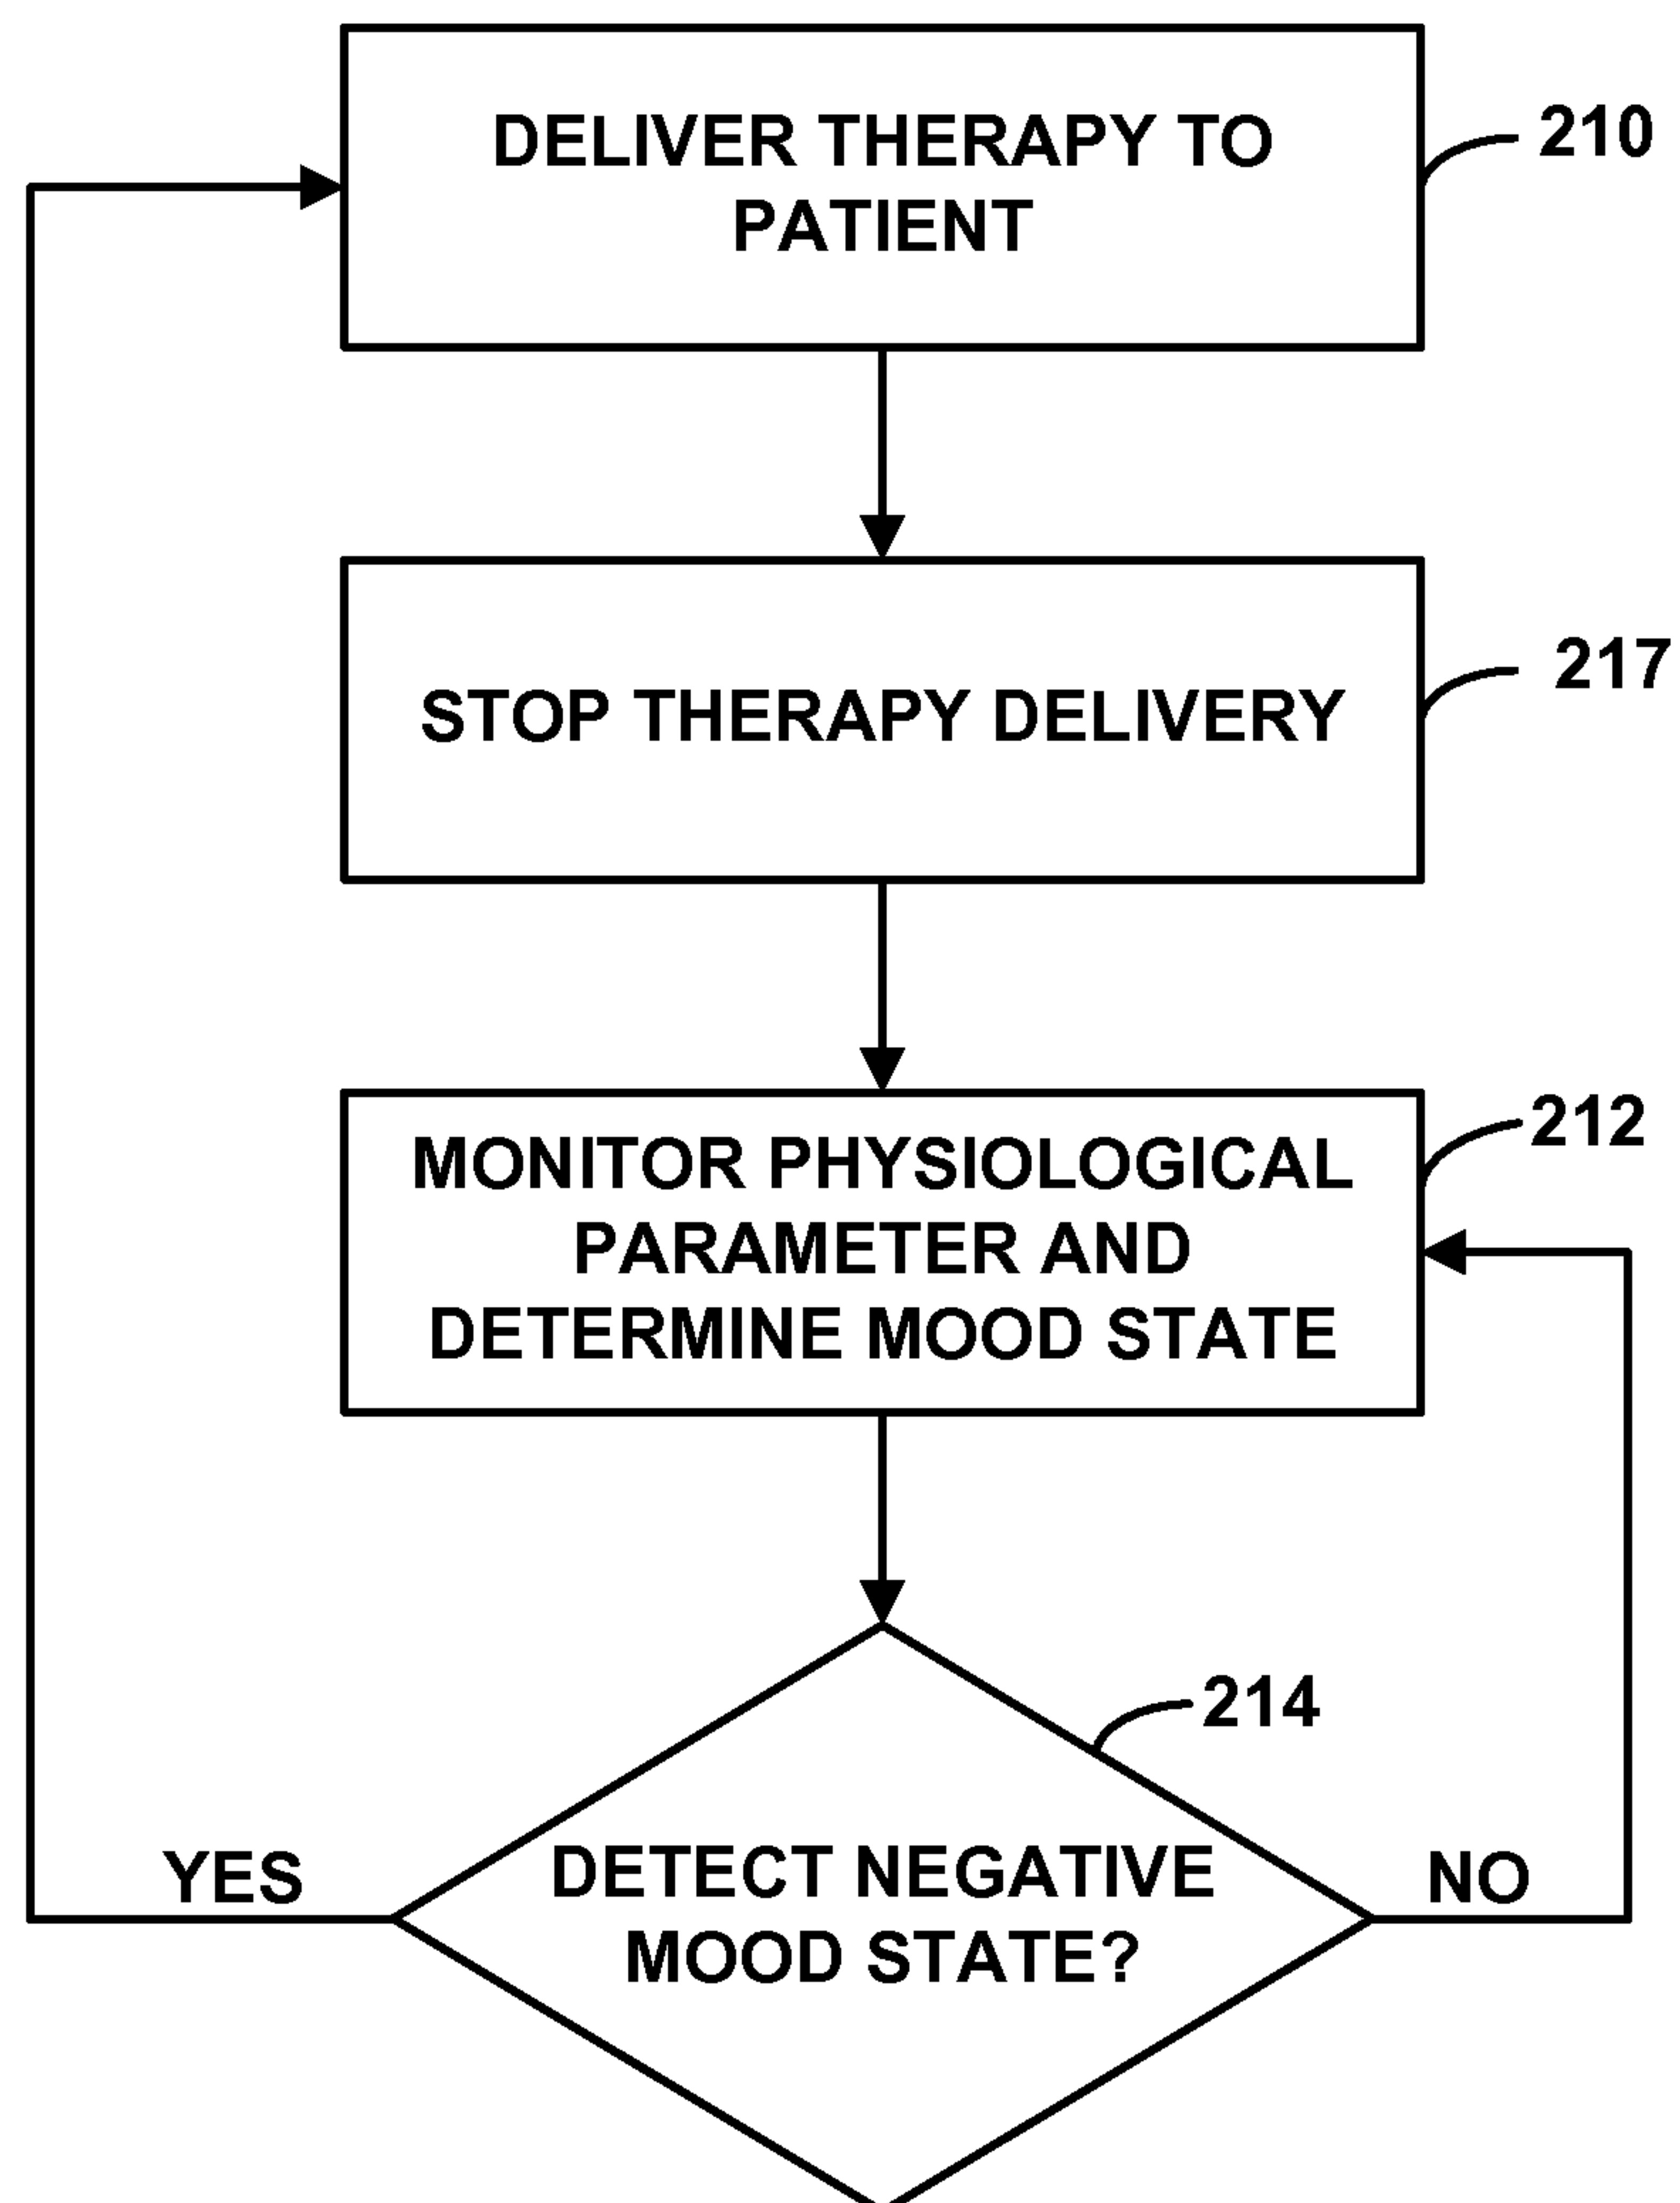 DELIVER THERAPY TO
PATIENT
210
STOP THERAPY DELIVERY
217
MONITOR PHYSIOLOGICAL
PARAMETER AND
DETERMINE MOOD STATE
212
214
DETECT NEGATIVE
MOOD STATE?
YES
NO